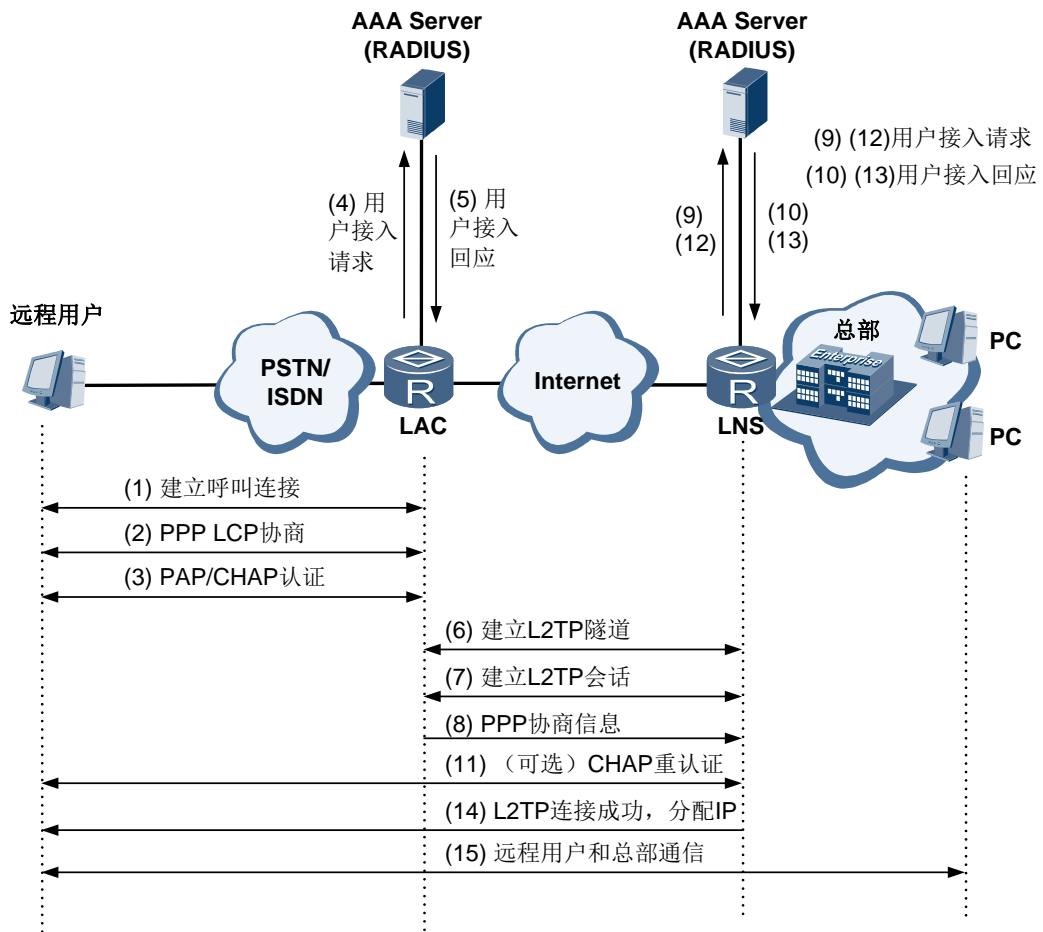 AAA Server
(RADIUS)
AAA Server
(RADIUS)
(9) (12)用户接入请求
(10) (13)用户接入回应
(4) 用
户接入
请求
(5) 用
户接入
回应
(9)
(12)
(10)
(13)
远程用户
PSTN/
ISDN
R
LAC
Internet
R
LNS
总部
Enterprise
PC
PC
(1) 建立呼叫连接
(2) PPP LCP协商
(3) PAP/CHAP认证
(6) 建立L2TP隧道
(7) 建立L2TP会话
(8) PPP协商信息
(11) （可选）CHAP重认证
(14) L2TP连接成功，分配IP
(15) 远程用户和总部通信